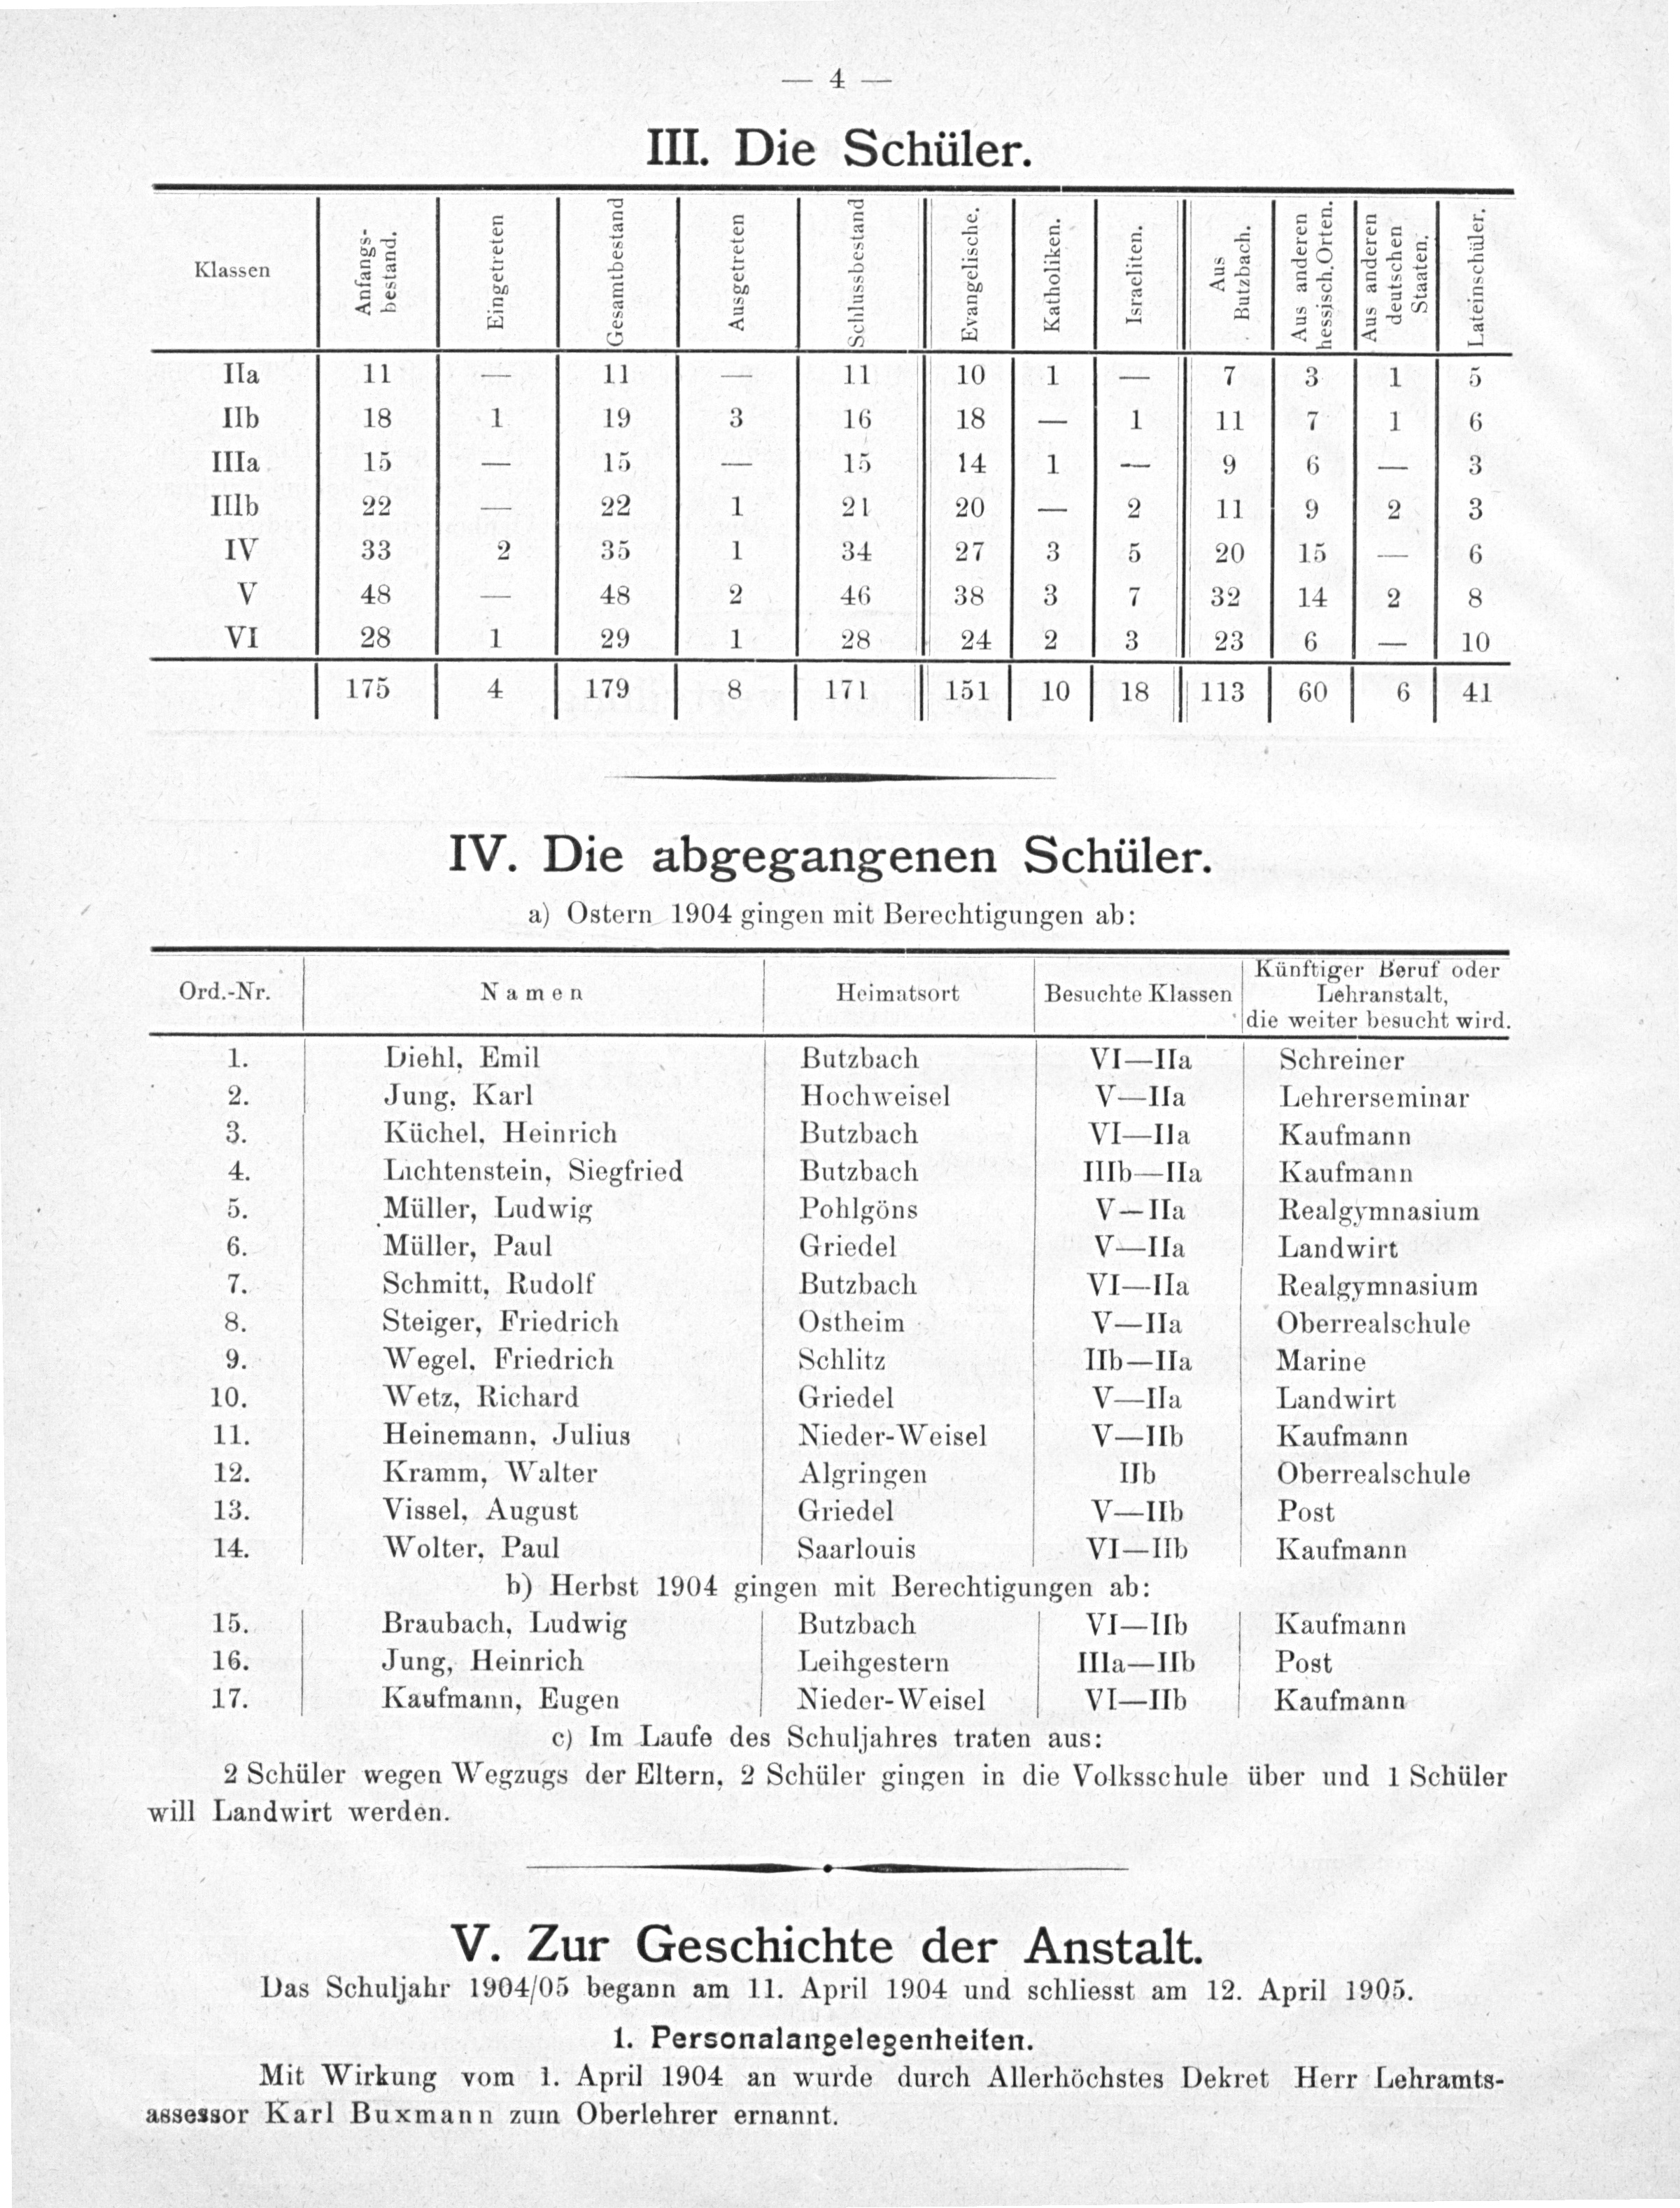 — 4 —
III. Die Schüler.
Klassen | Anfangs-bestand. | Eingetreten | Gesamtbestand | Ausgetreten | Schlussbestand | Evangelische. | Katholiken. | Israeliten. | Aus Butzbach. | Aus anderen hessisch. Orten. | Aus anderen deutschen Staaten. | Lateinschüler.
IIa 11 — 11 — 11 10 1 — 7 3 1 5
IIb 18 1 19 3 16 18 — 1 11 7 1 6
IIIa 15 — 15 — 15 14 1 — 9 6 — 3
IIIb 22 — 22 1 21 20 — 2 11 9 2 3
IV 33 2 35 1 34 27 3 5 20 15 — 6
V 48 — 48 2 46 38 3 7 32 14 2 8
VI 28 1 29 1 28 24 2 3 23 6 — 10
175 4 179 8 171 151 10 18 113 60 6 41
IV. Die abgegangenen Schüler.
a) Ostern 1904 gingen mit Berechtigungen ab:
Ord.-Nr. | Namen | Heimatsort | Besuchte Klassen | Künftiger Beruf oder Lehranstalt, die weiter besucht wird.
1. Diehl, Emil Butzbach VI—IIa Schreiner
2. Jung, Karl Hochweisel V—IIa Lehrerseminar
3. Küchel, Heinrich Butzbach VI—IIa Kaufmann
4. Lichtenstein, Siegfried Butzbach IIIb—IIa Kaufmann
5. Müller, Ludwig Pohlgöns V—IIa Realgymnasium
6. Müller, Paul Griedel V—IIa Landwirt
7. Schmitt, Rudolf Butzbach VI—IIa Realgymnasium
8. Steiger, Friedrich Ostheim V—IIa Oberrealschule
9. Wegel, Friedrich Schlitz IIb—IIa Marine
10. Wetz, Richard Griedel V—IIa Landwirt
11. Heinemann, Julius Nieder-Weisel V—IIb Kaufmann
12. Kramm, Walter Algringen IIb Oberrealschule
13. Vissel, August Griedel V—IIb Post
14. Wolter, Paul Saarlouis VI—IIb Kaufmann
b) Herbst 1904 gingen mit Berechtigungen ab:
15. Braubach, Ludwig Butzbach VI—IIb Kaufmann
16. Jung, Heinrich Leihgestern IIIa—IIb Post
17. Kaufmann, Eugen Nieder-Weisel VI—IIb Kaufmann
c) Im Laufe des Schuljahres traten aus:
2 Schüler wegen Wegzugs der Eltern, 2 Schüler gingen in die Volksschule über und 1 Schüler
will Landwirt werden.
V. Zur Geschichte der Anstalt.
Das Schuljahr 1904/05 begann am 11. April 1904 und schliesst am 12. April 1905.
1. Personalangelegenheiten.
Mit Wirkung vom 1. April 1904 an wurde durch Allerhöchstes Dekret Herr Lehramts-
assessor Karl Buxmann zum Oberlehrer ernannt.